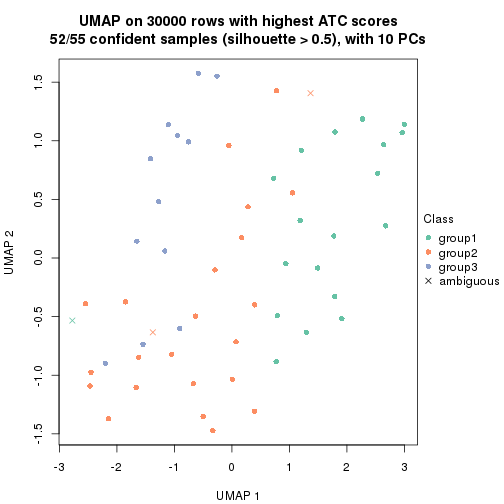 UMAP on 30000 rows with highest ATC scores
52/55 confident samples (silhouette > 0.5), with 10 PCs
1.5
1.0
0.5
0.0
-0.5
-1.0
-1.5
UMAP 2
-3 -2 -1 0 1 2 3
UMAP 1
Class
group1
group2
group3
ambiguous